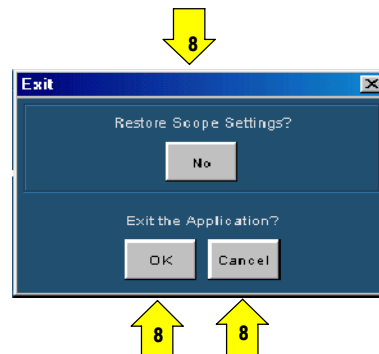 8
Exit
Restore Scope Settings?
No
Exit the Application?
OK Cancel
8 8